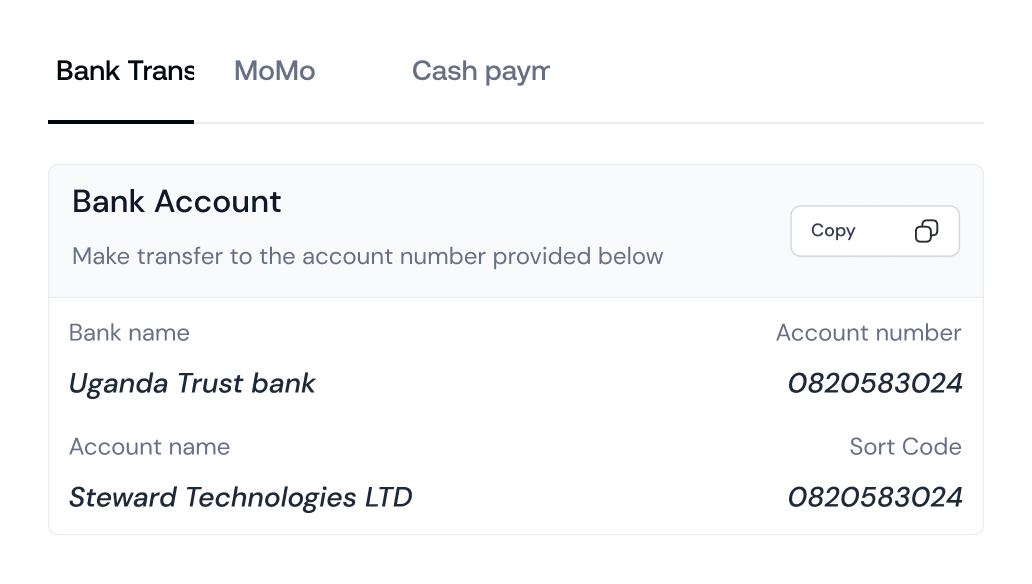 Bank Trans MoMo Cash paym
Bank Account
Copy
Make transfer to the account number provided below
Bank name Account number
Uganda Trust bank 0820583024
Account name Sort Code
Steward Technologies LTD 0820583024